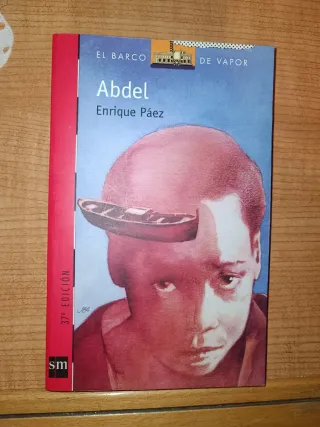 EL BARCO DE VAPOR
Abdel
Enrique Páez
37ª EDICIÓN
sm